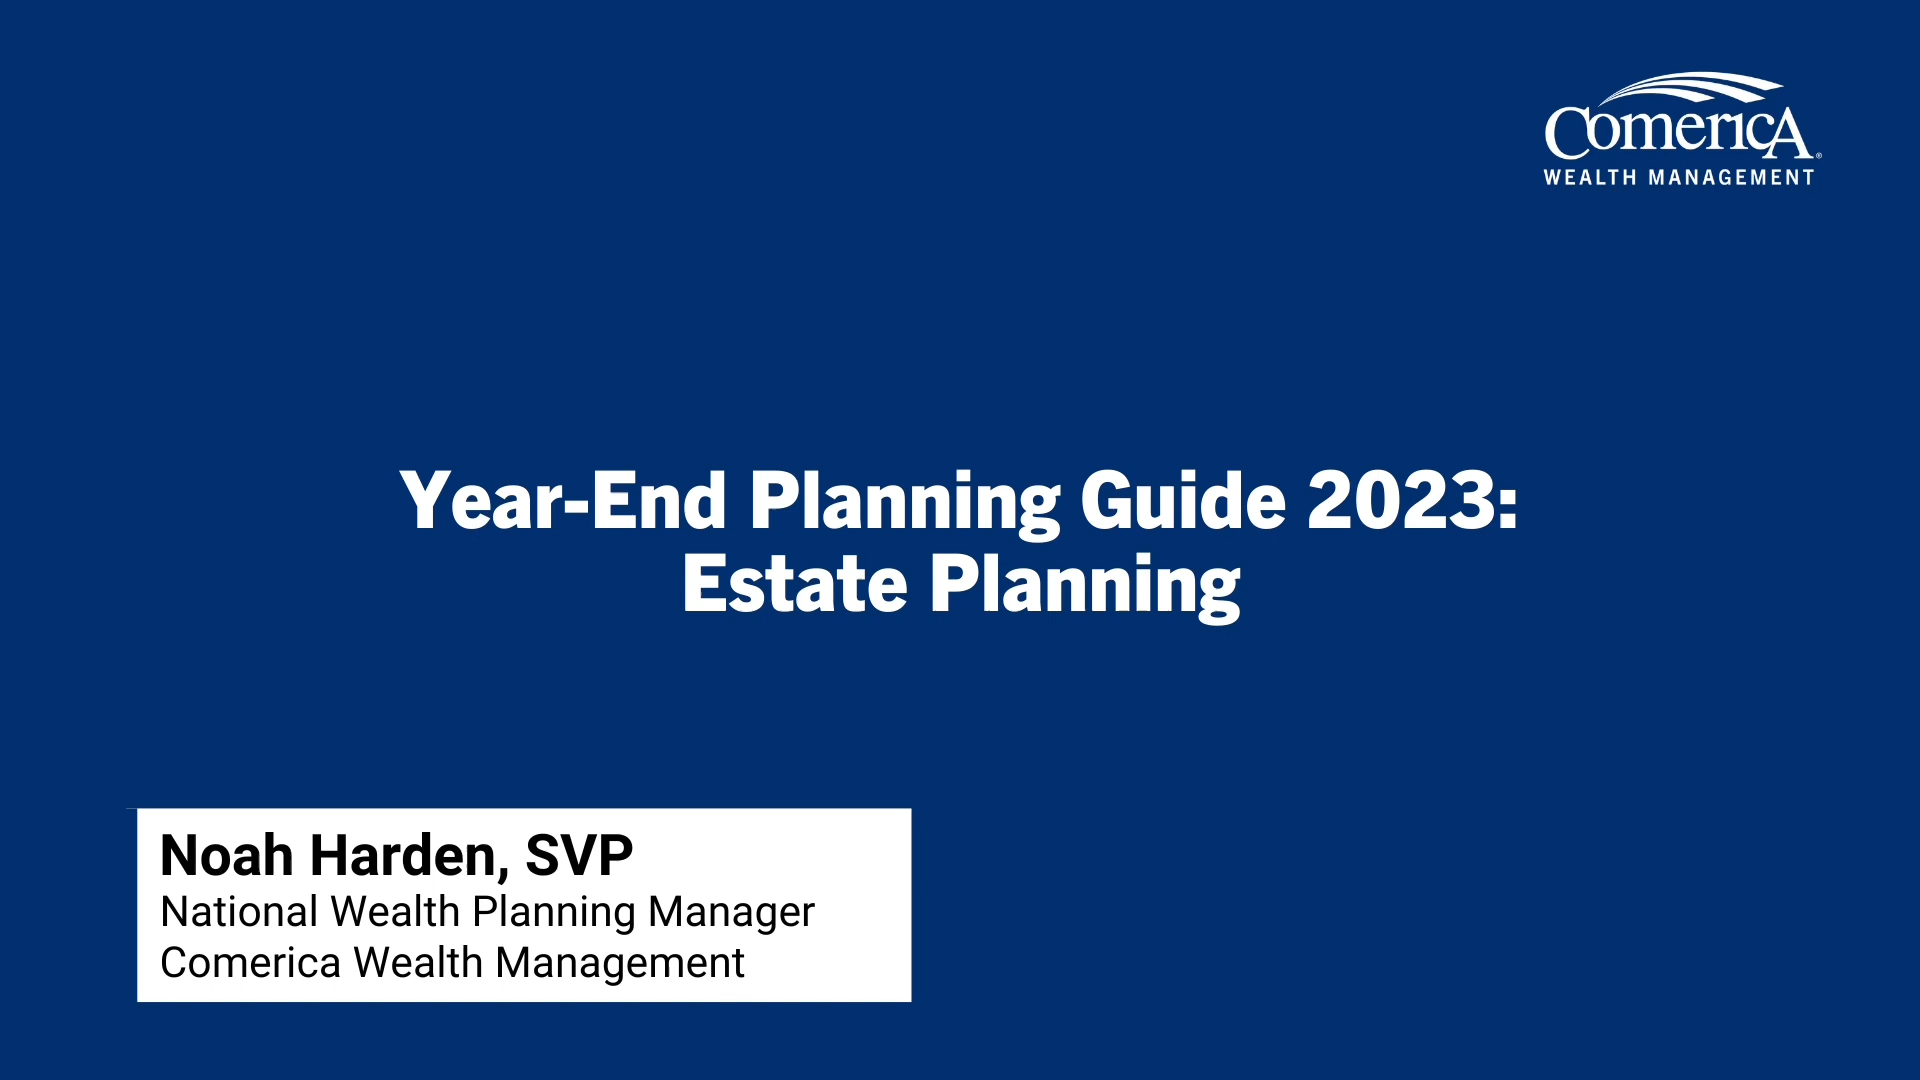 ComericA®
WEALTH MANAGEMENT
Year-End Planning Guide 2023:
Estate Planning
Noah Harden, SVP
National Wealth Planning Manager
Comerica Wealth Management